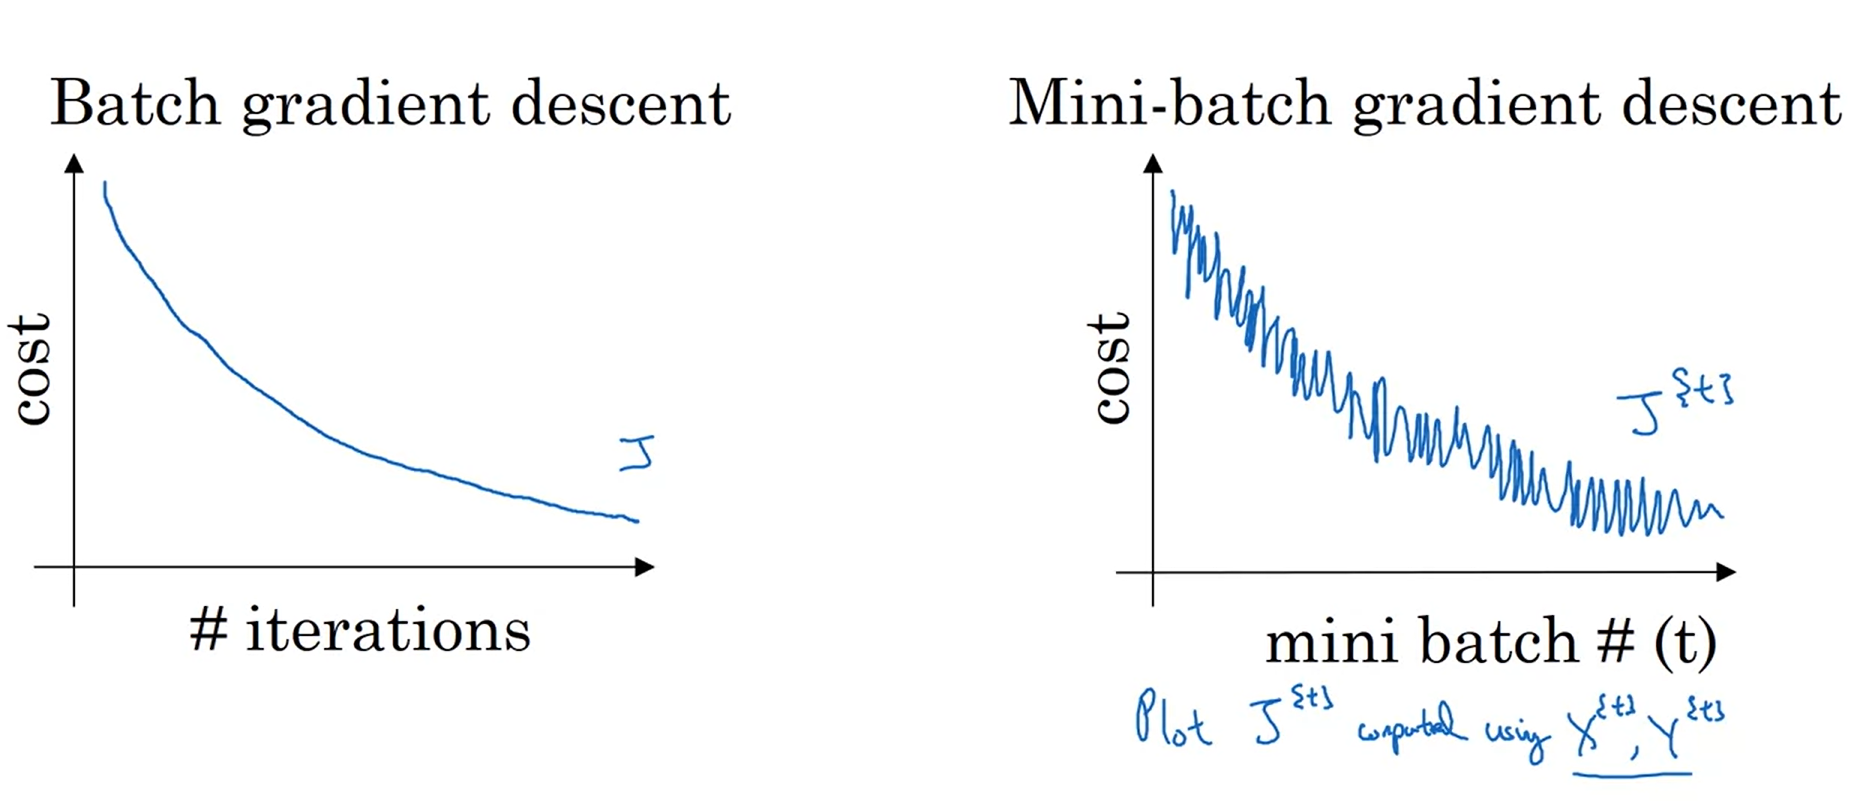 Batch gradient descent
cost
J
# iterations
Mini-batch gradient descent
cost
J^{t}
mini batch # (t)
Plot J^{t} computed using X^{t}, Y^{t}